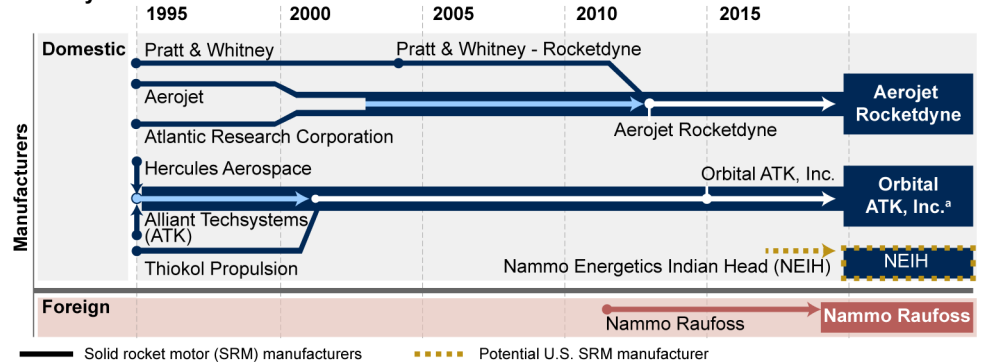 1995 2000 2005 2010 2015
Domestic
Pratt & Whitney
Pratt & Whitney - Rocketdyne
Aerojet
Aerojet
Rocketdyne
Atlantic Research Corporation
Aerojet Rocketdyne
Manufacturers
Hercules Aerospace
Orbital ATK, Inc.
Orbital
ATK, Inc.a
Alliant Techsystems
(ATK)
Thiokol Propulsion
Nammo Energetics Indian Head (NEIH)
NEIH
Foreign
Nammo Raufoss
Nammo Raufoss
Solid rocket motor (SRM) manufacturers
Potential U.S. SRM manufacturer